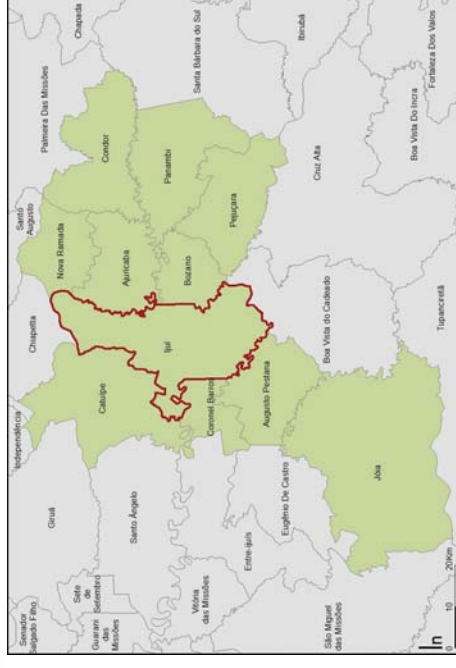 Senador
Salgado Filho
Independência
Chiapetta
Santo
Augusto
Palmeira Das Missões
Chapada
Giruá
Sete
de
Setembro
Guarani
das
Missões
Catuípe
Nova Ramada
Condor
Santo Ângelo
Ijuí
Ajuricaba
Panambi
Santa Bárbara do Sul
Vitória
das Missões
Coronel Barros
Bozano
Pejuçara
Ibirubá
Entre-Ijuís
Augusto Pestana
Cruz Alta
Eugênio De Castro
Boa Vista do Cadeado
Boa Vista Do Incra
Fortaleza Dos Valos
São Miguel
das Missões
Jóia
Tupanciretã
N
0 10 20Km